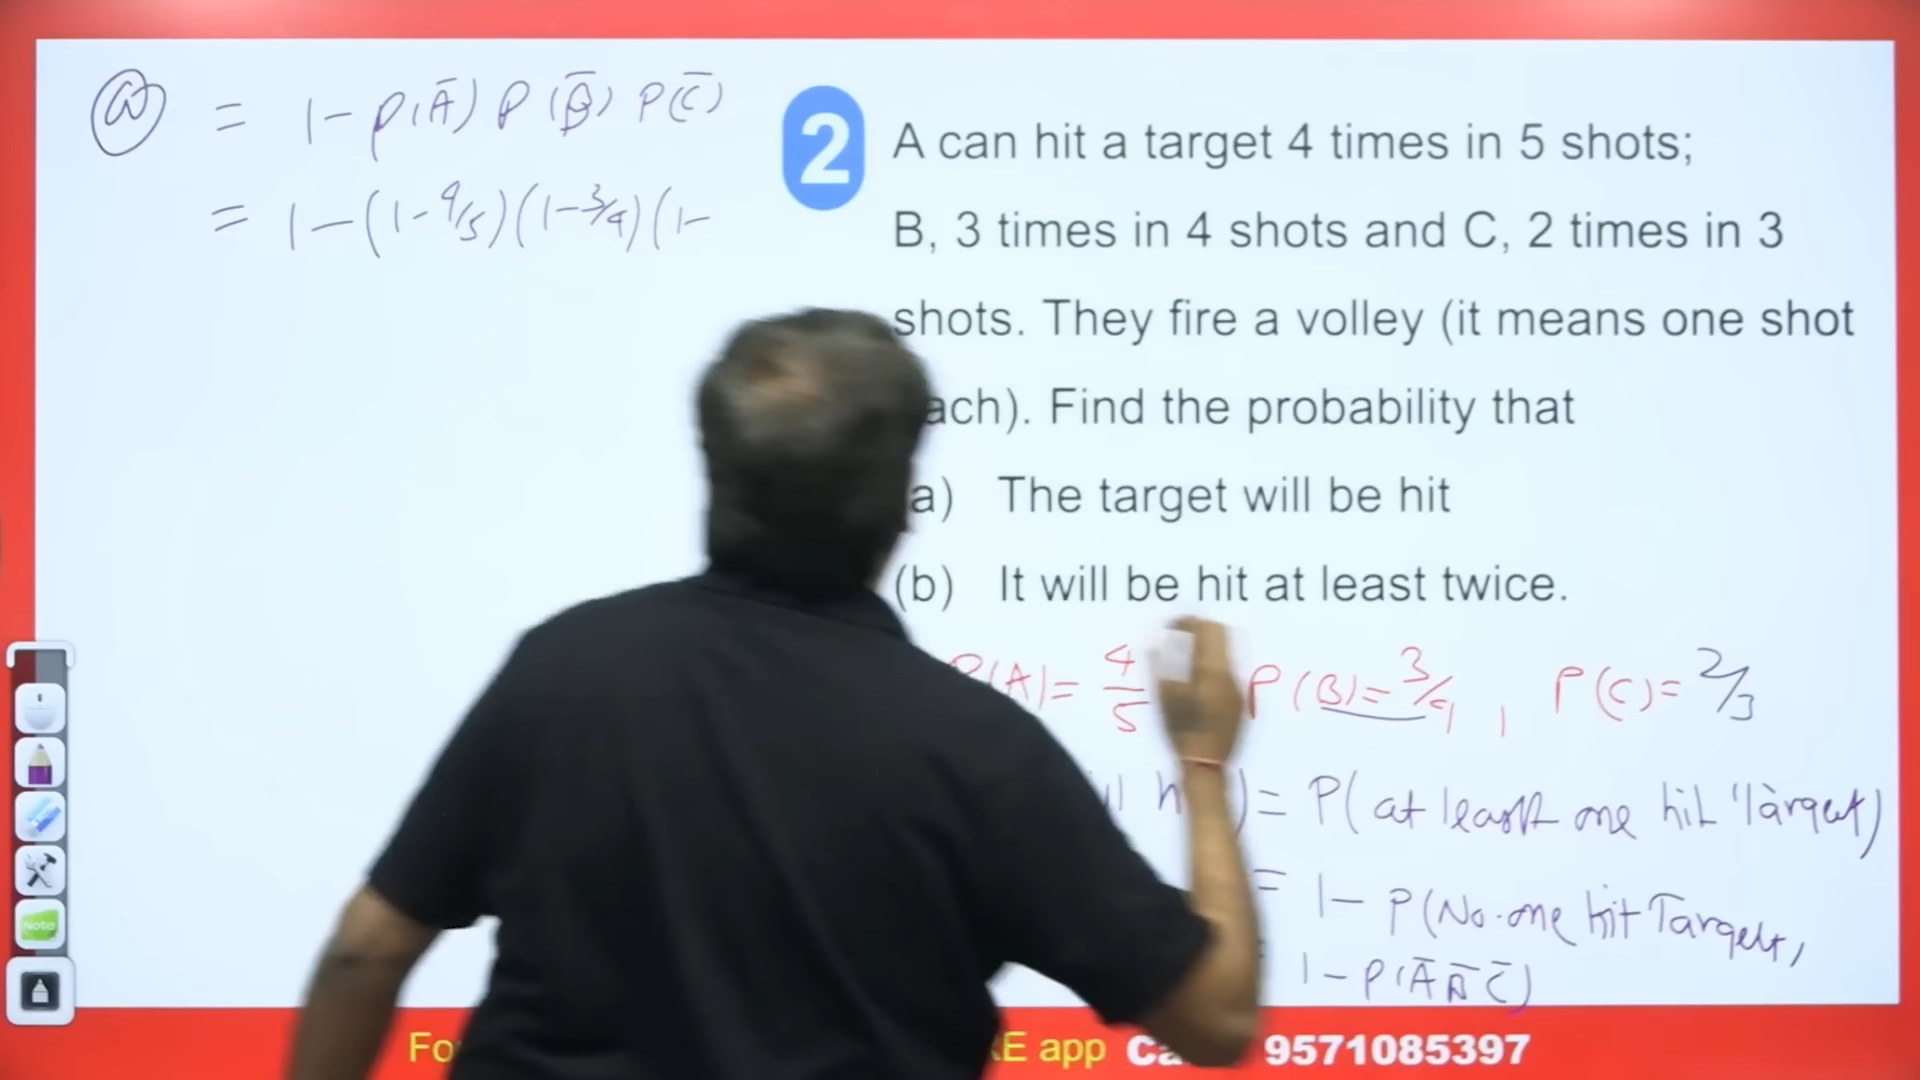 ⓐ = 1 - P(Ā) P(B̄) P(C̄)
= 1 - (1 - 4/5)(1 - 3/4)(1 -
2
A can hit a target 4 times in 5 shots;
B, 3 times in 4 shots and C, 2 times in 3
shots. They fire a volley (it means one shot
ach). Find the probability that
a) The target will be hit
(b) It will be hit at least twice.
P(A) = 4/5 P(B) = 3/4 , P(C) = 2/3
) = P(at least one hit Target)
= 1 - P(No-one hit Target)
1 - P(Ā B̄ C̄)
Note
Fo E app Ca 9571085397